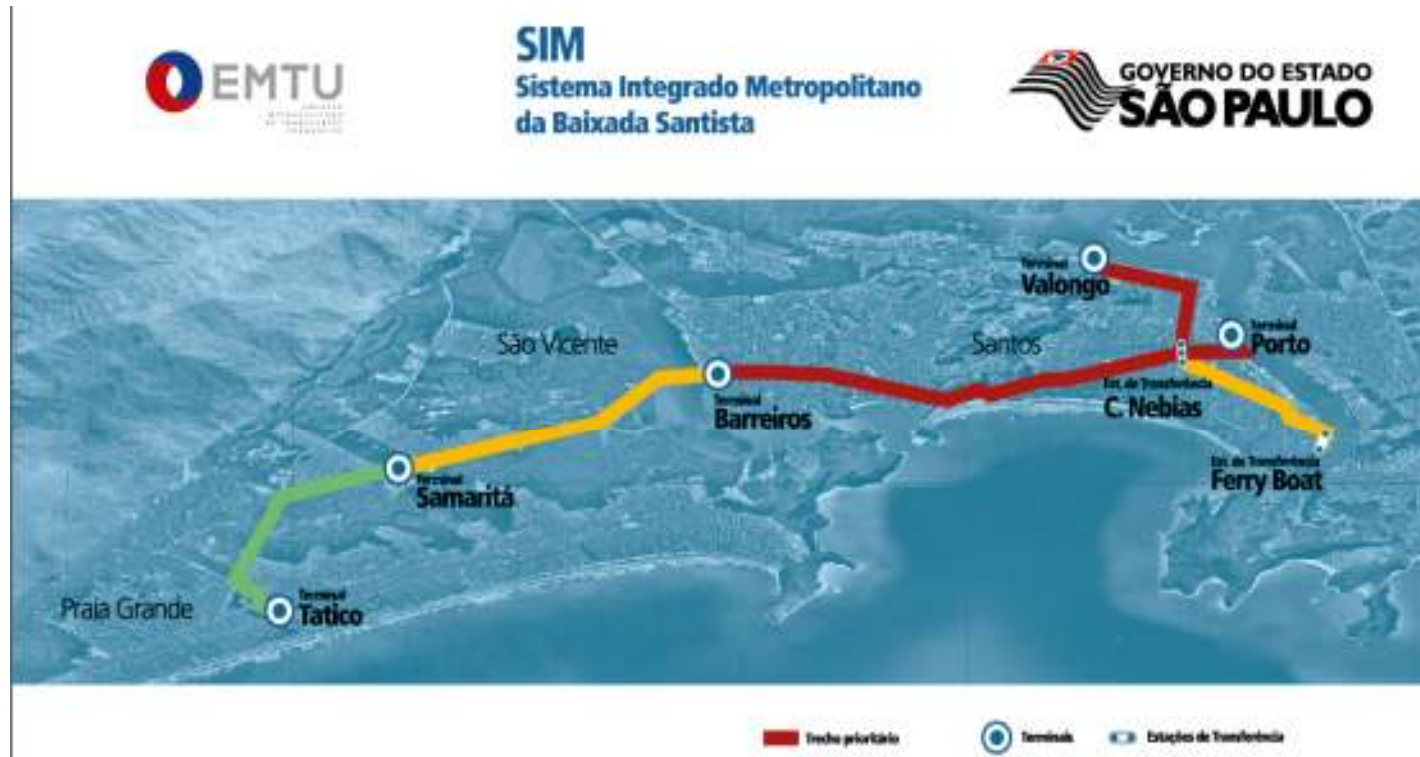 EMTU
SIM
Sistema Integrado Metropolitano
da Baixada Santista
GOVERNO DO ESTADO
SÃO PAULO
Terminal
Valongo
Terminal
Porto
São Vicente
Santos
Terminal
Barreiros
Est. de Transferência
C. Nebias
Est. de Transferência
Ferry Boat
Terminal
Samaritá
Praia Grande
Terminal
Tatico
Trecho prioritário
Terminais
Estações de Transferência